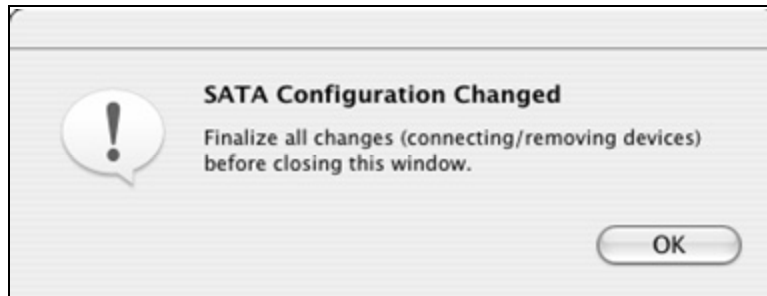 SATA Configuration Changed
Finalize all changes (connecting/removing devices)
before closing this window.
OK